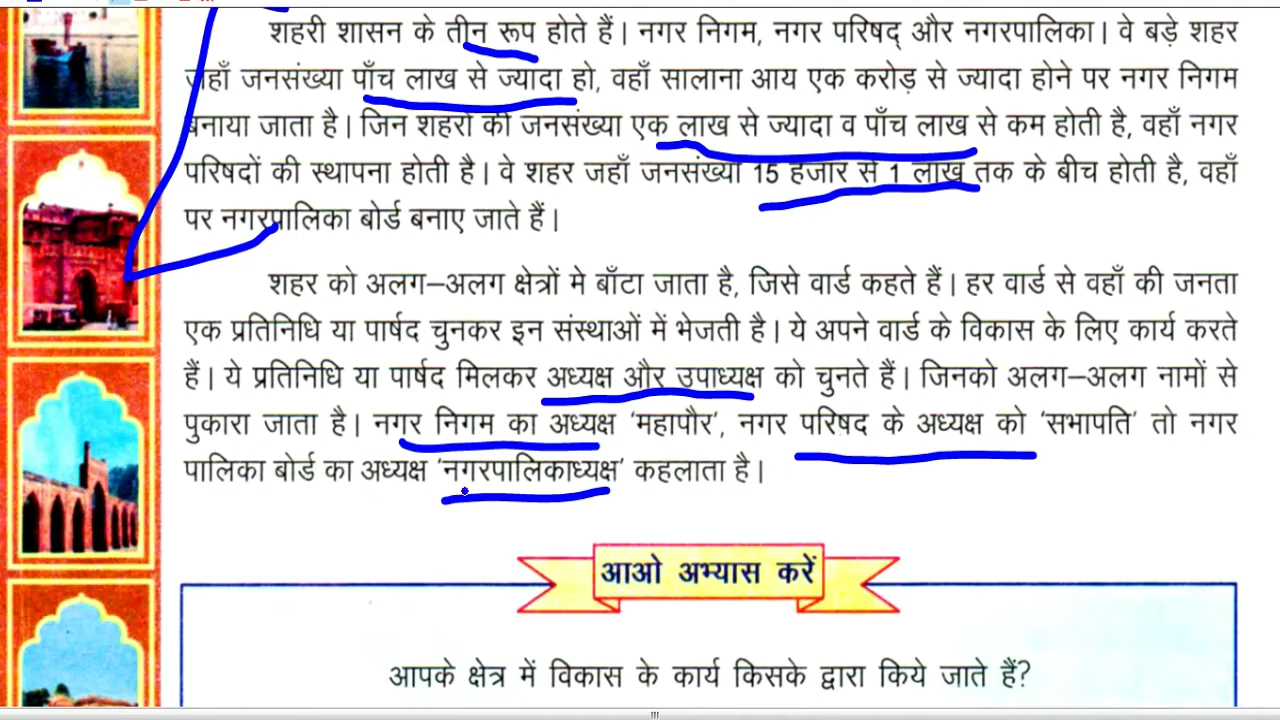 शहरी शासन के तीन रूप होते हैं। नगर निगम, नगर परिषद् और नगरपालिका। वे बड़े शहर
जहाँ जनसंख्या पाँच लाख से ज्यादा हो, वहाँ सालाना आय एक करोड़ से ज्यादा होने पर नगर निगम
बनाया जाता है। जिन शहरों की जनसंख्या एक लाख से ज्यादा व पाँच लाख से कम होती है, वहाँ नगर
परिषदों की स्थापना होती है। वे शहर जहाँ जनसंख्या 15 हजार से 1 लाख तक के बीच होती है, वहाँ
पर नगरपालिका बोर्ड बनाए जाते हैं।
शहर को अलग–अलग क्षेत्रों मे बाँटा जाता है, जिसे वार्ड कहते हैं। हर वार्ड से वहाँ की जनता
एक प्रतिनिधि या पार्षद चुनकर इन संस्थाओं में भेजती है। ये अपने वार्ड के विकास के लिए कार्य करते
हैं। ये प्रतिनिधि या पार्षद मिलकर अध्यक्ष और उपाध्यक्ष को चुनते हैं। जिनको अलग–अलग नामों से
पुकारा जाता है। नगर निगम का अध्यक्ष ‘महापौर’, नगर परिषद के अध्यक्ष को ‘सभापति’ तो नगर
पालिका बोर्ड का अध्यक्ष ‘नगरपालिकाध्यक्ष’ कहलाता है।
आओ अभ्यास करें
आपके क्षेत्र में विकास के कार्य किसके द्वारा किये जाते हैं?